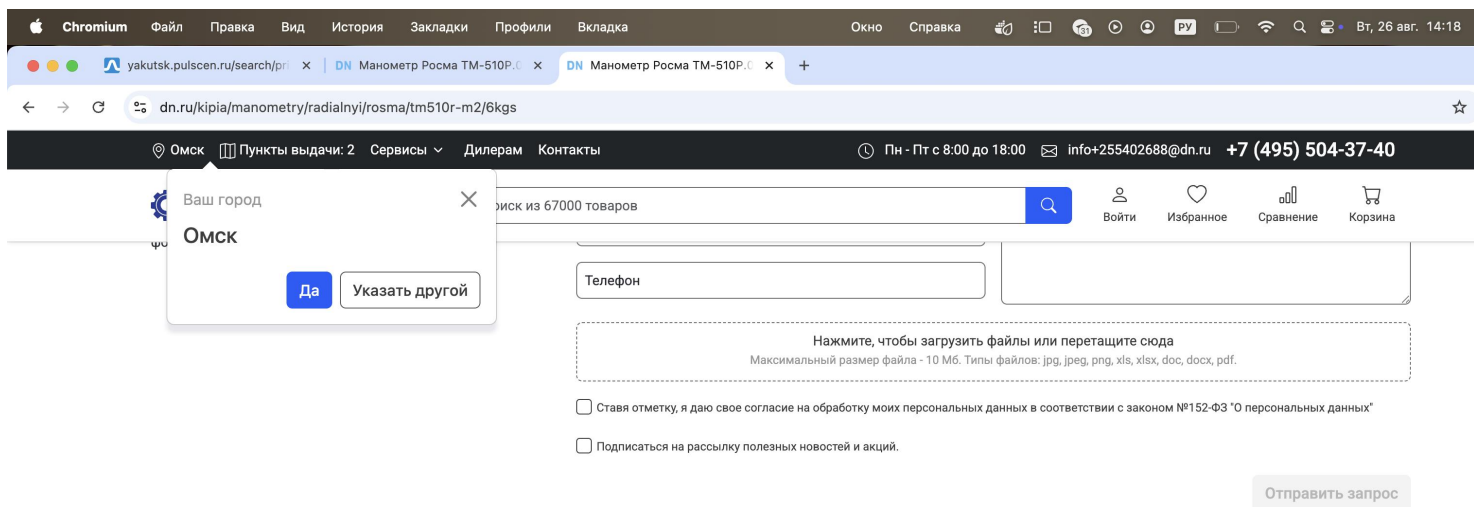 Chromium Файл Правка Вид История Закладки Профили Вкладка Окно Справка 31 РУ Вт, 26 авг. 14:18
yakutsk.pulscen.ru/search/pri DN Манометр Росма ТМ-510Р.0 DN Манометр Росма ТМ-510Р.0
dn.ru/kipia/manometry/radialnyi/rosma/tm510r-m2/6kgs
Омск Пункты выдачи: 2 Сервисы Дилерам Контакты Пн - Пт с 8:00 до 18:00 info+255402688@dn.ru +7 (495) 504-37-40
Ваш город
Омск
Да Указать другой
из 67000 товаров
Войти Избранное Сравнение Корзина
Телефон
Нажмите, чтобы загрузить файлы или перетащите сюда
Максимальный размер файла - 10 Мб. Типы файлов: jpg, jpeg, png, xls, xlsx, doc, docx, pdf.
Ставя отметку, я даю свое согласие на обработку моих персональных данных в соответствии с законом №152-ФЗ "О персональных данных"
Подписаться на рассылку полезных новостей и акций.
Отправить запрос